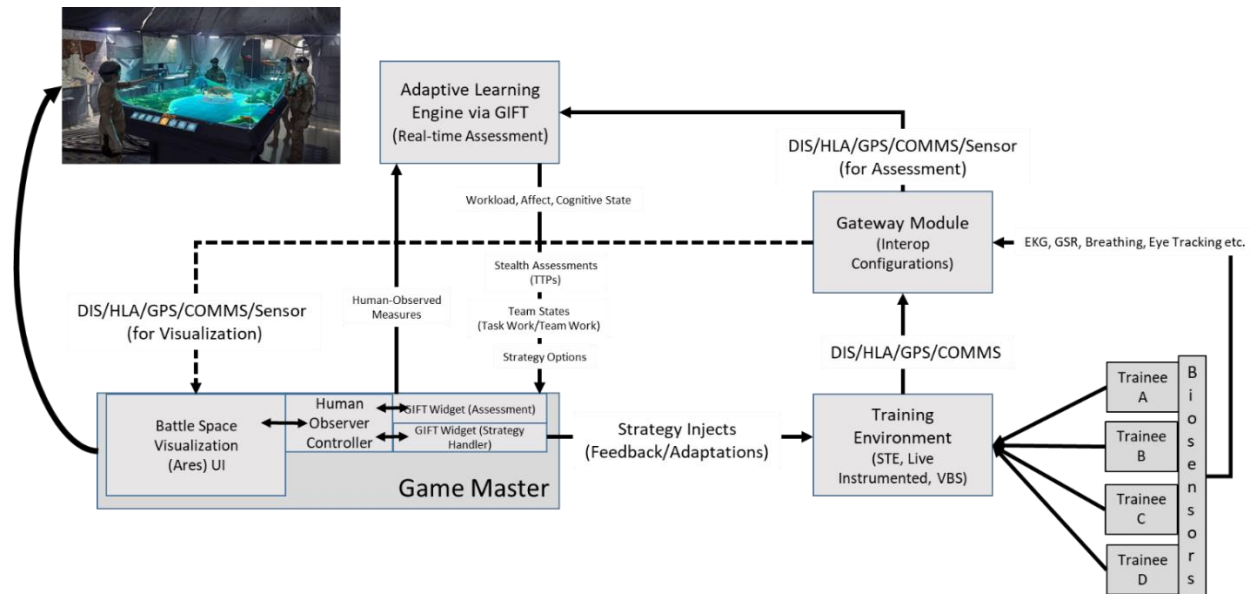 Adaptive Learning
Engine via GIFT
(Real-time Assessment)
DIS/HLA/GPS/COMMS/Sensor
(for Assessment)
Workload, Affect, Cognitive State
Gateway Module
(Interop
Configurations)
EKG, GSR, Breathing, Eye Tracking etc.
Stealth Assessments
(TTPs)
DIS/HLA/GPS/COMMS/Sensor
(for Visualization)
Human-Observed
Measures
Team States
(Task Work/Team Work)
Strategy Options
DIS/HLA/GPS/COMMS
Battle Space
Visualization
(Ares) UI
Human
Observer
Controller
GIFT Widget (Assessment)
GIFT Widget (Strategy
Handler)
Game Master
Strategy Injects
(Feedback/Adaptations)
Training
Environment
(STE, Live
Instrumented, VBS)
Trainee
A
Trainee
B
Trainee
C
Trainee
D
B
i
o
s
e
n
s
o
r
s